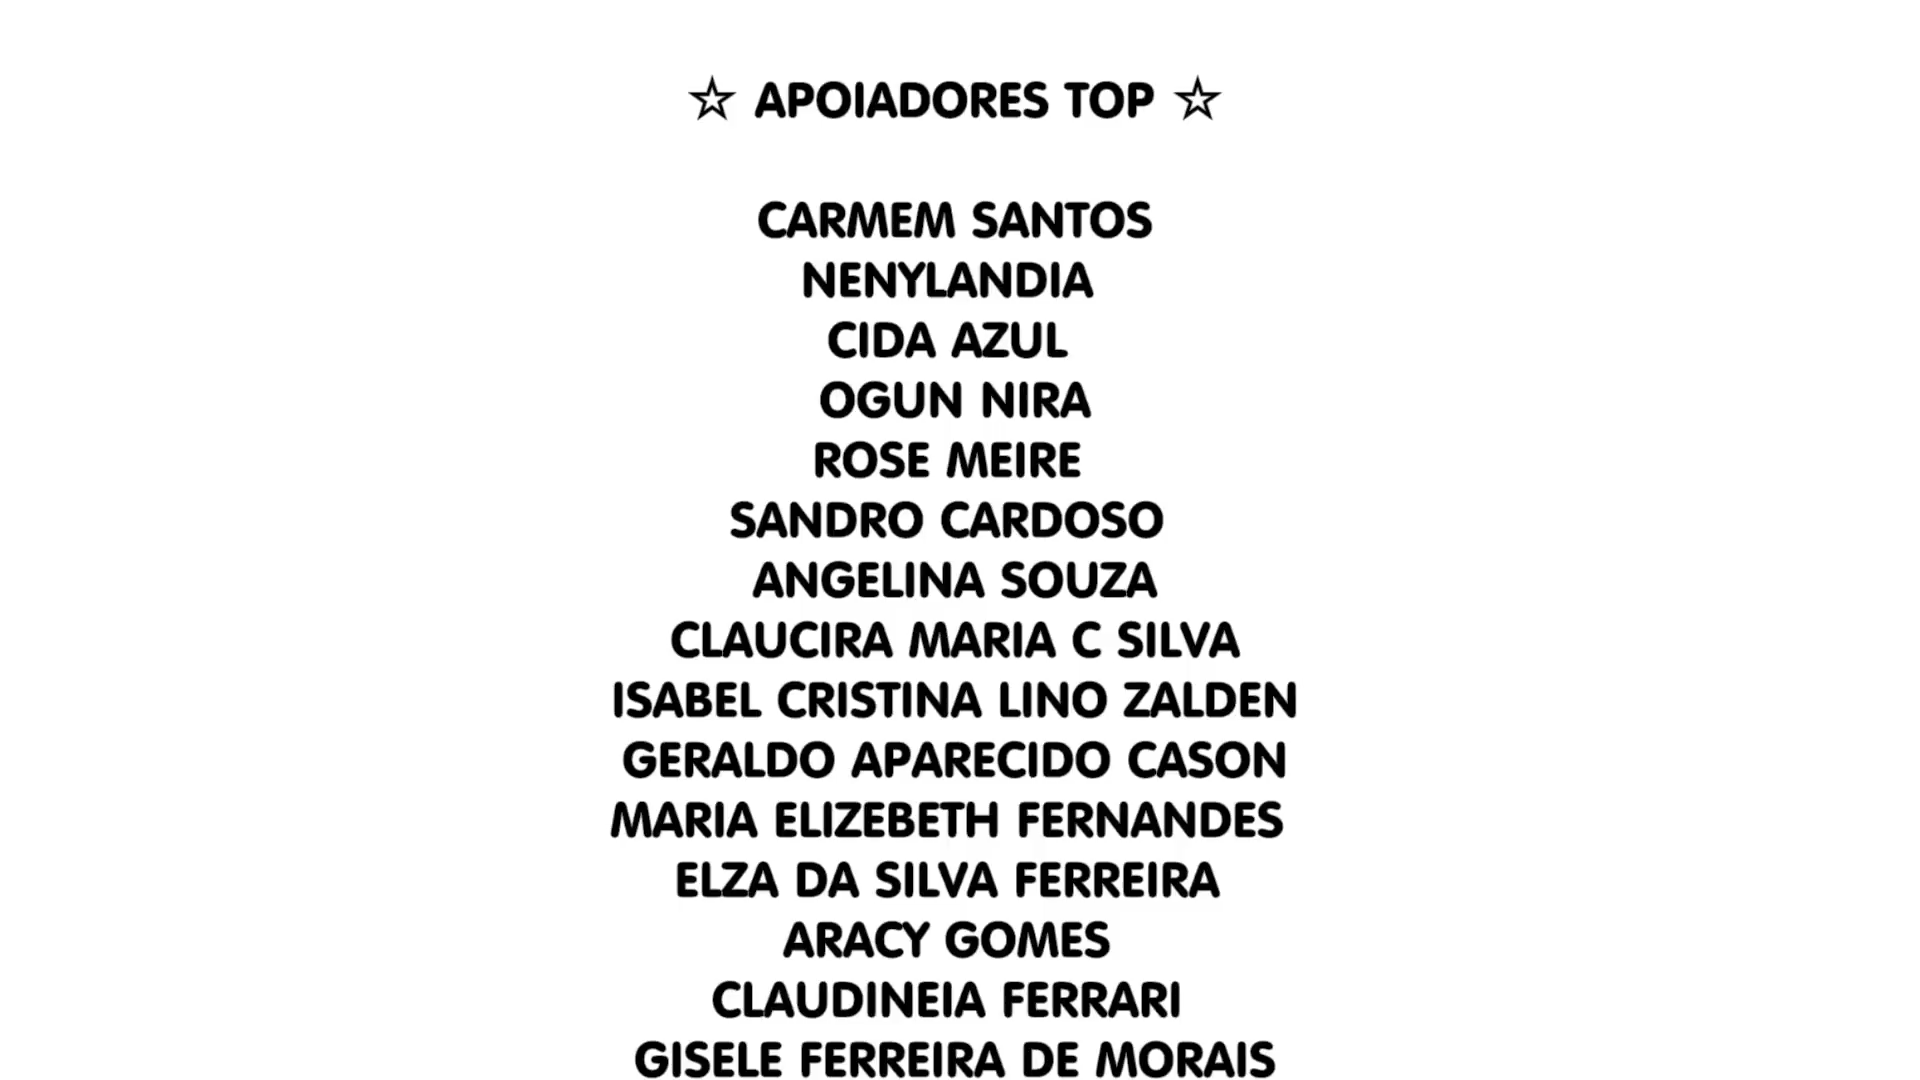 ☆ APOIADORES TOP ☆
CARMEM SANTOS
NENYLANDIA
CIDA AZUL
OGUN NIRA
ROSE MEIRE
SANDRO CARDOSO
ANGELINA SOUZA
CLAUCIRA MARIA C SILVA
ISABEL CRISTINA LINO ZALDEN
GERALDO APARECIDO CASON
MARIA ELIZEBETH FERNANDES
ELZA DA SILVA FERREIRA
ARACY GOMES
CLAUDINEIA FERRARI
GISELE FERREIRA DE MORAIS